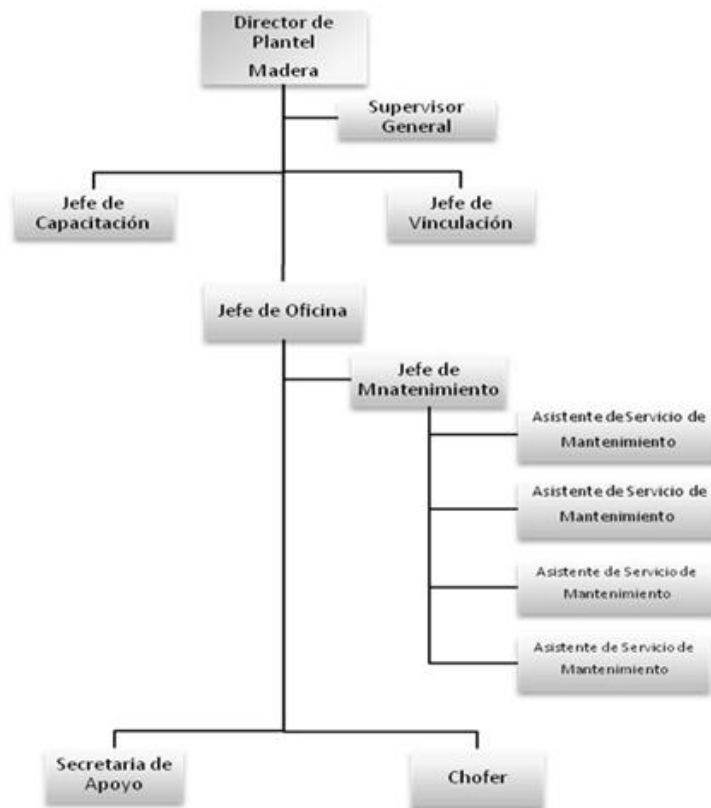 Director de
Plantel
Madera
Supervisor
General
Jefe de
Capacitación
Jefe de
Vinculación
Jefe de Oficina
Jefe de
Mnatenimiento
Asistente de Servicio de
Mantenimiento
Asistente de Servicio de
Mantenimiento
Asistente de Servicio de
Mantenimiento
Asistente de Servicio de
Mantenimiento
Secretaria de
Apoyo
Chofer